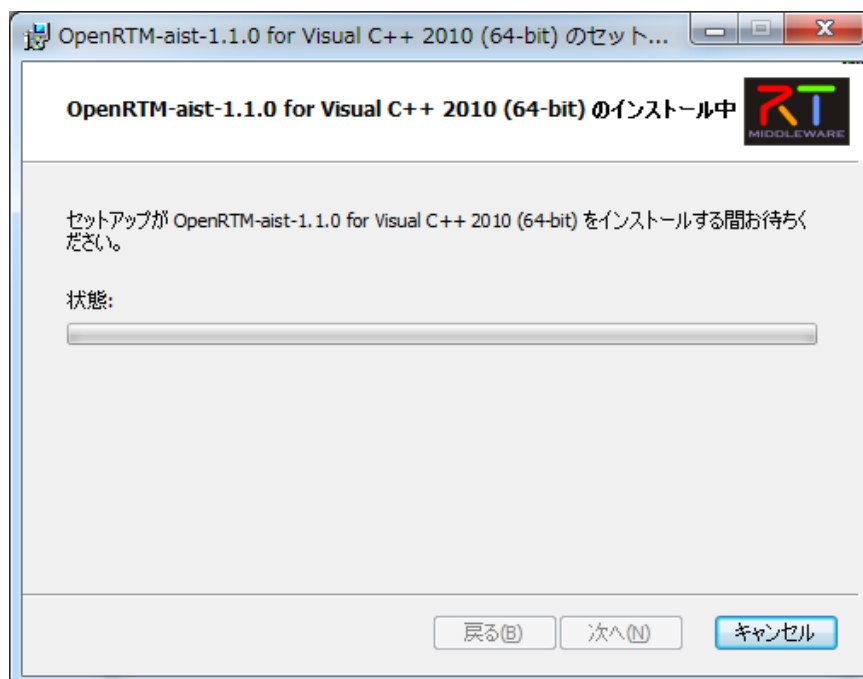 OpenRTM-aist-1.1.0 for Visual C++ 2010 (64-bit) のセット...
OpenRTM-aist-1.1.0 for Visual C++ 2010 (64-bit) のインストール中
RT
MIDDLEWARE
セットアップが OpenRTM-aist-1.1.0 for Visual C++ 2010 (64-bit) をインストールする間お待ちく
ださい。
状態:
戻る(B)
次へ(N)
キャンセル